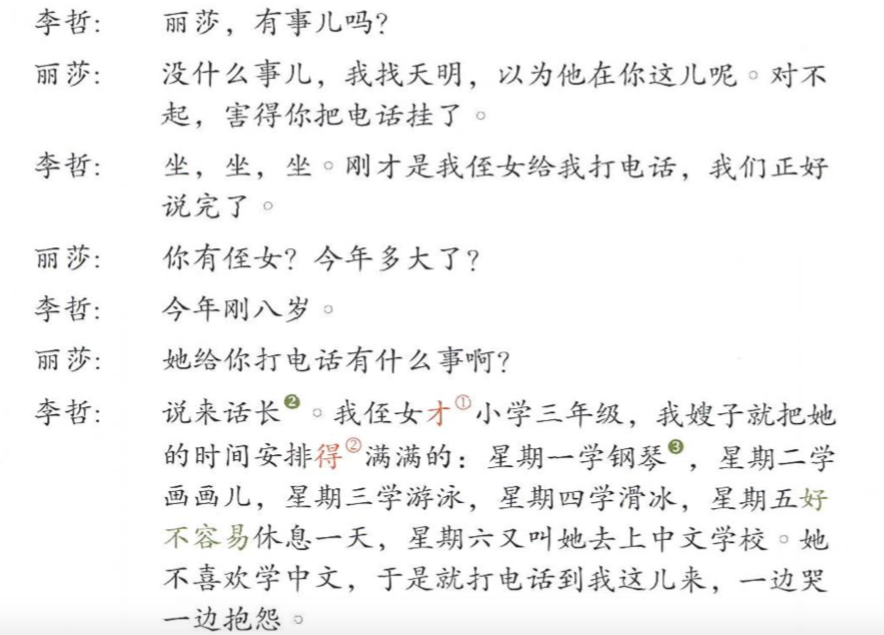 李哲： 丽莎，有事儿吗？
丽莎： 没什么事儿，我找天明，以为他在你这儿呢。对不
起，害得你把电话挂了。
李哲： 坐，坐，坐。刚才是我侄女给我打电话，我们正好
说完了。
丽莎： 你有侄女？今年多大了？
李哲： 今年刚八岁。
丽莎： 她给你打电话有什么事啊？
李哲： 说来话长❷。我侄女才①小学三年级，我嫂子就把她
的时间安排得②满满的：星期一学钢琴❸，星期二学
画画儿，星期三学游泳，星期四学滑冰，星期五好
不容易休息一天，星期六又叫她去上中文学校。她
不喜欢学中文，于是就打电话到我这儿来，一边哭
一边抱怨。